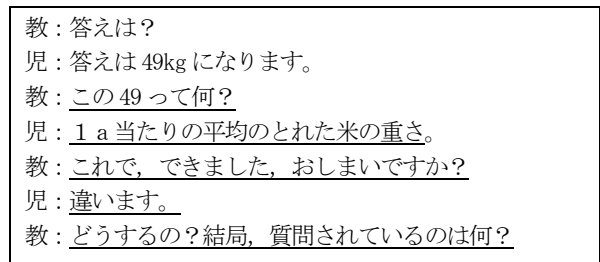 教：答えは？
児：答えは 49kg になります。
教：この 49 って何？
児：１ａ当たりの平均のとれた米の重さ。
教：これで，できました，おしまいですか？
児：違います。
教：どうするの？結局，質問されているのは何？